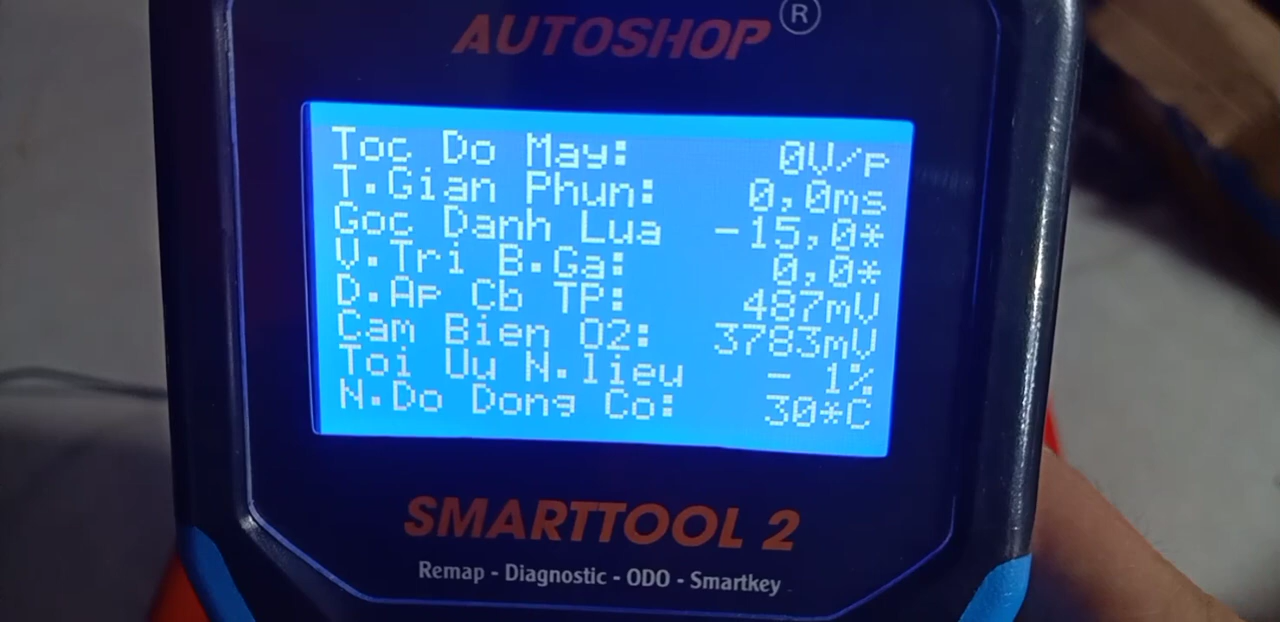 AUTOSHOP ®
Toc Do May: 0V/p
T.Gian Phun: 0,0ms
Goc Danh Lua -15,0*
V.Tri B.Ga: 0,0*
D.Ap Cb TP: 487mV
Cam Bien O2: 3783mV
Toi Uu N.lieu - 1%
N.Do Dong Co: 30*C
SMARTTOOL 2
Remap - Diagnostic - ODO - Smartkey